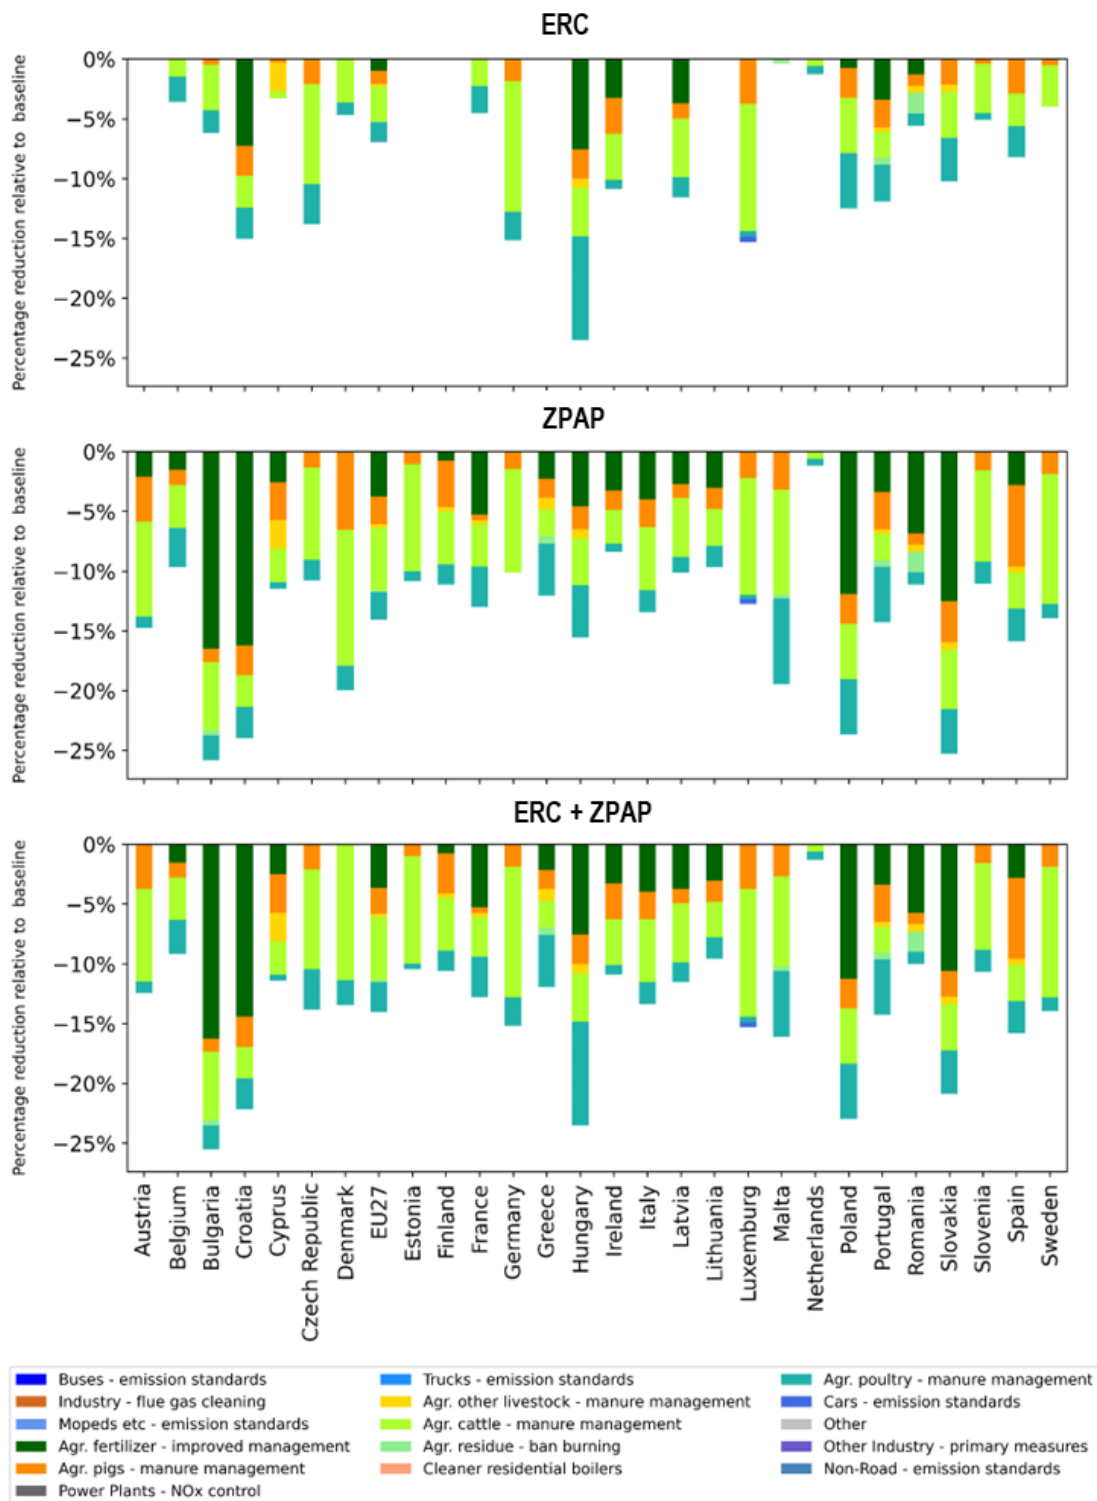 ERC
Percentage reduction relative to baseline
0%
−5%
−10%
−15%
−20%
−25%
ZPAP
Percentage reduction relative to baseline
0%
−5%
−10%
−15%
−20%
−25%
ERC + ZPAP
Percentage reduction relative to baseline
0%
−5%
−10%
−15%
−20%
−25%
Austria
Belgium
Bulgaria
Croatia
Cyprus
Czech Republic
Denmark
EU27
Estonia
Finland
France
Germany
Greece
Hungary
Ireland
Italy
Latvia
Lithuania
Luxemburg
Malta
Netherlands
Poland
Portugal
Romania
Slovakia
Slovenia
Spain
Sweden
Buses - emission standards
Industry - flue gas cleaning
Mopeds etc - emission standards
Agr. fertilizer - improved management
Agr. pigs - manure management
Power Plants - NOx control
Trucks - emission standards
Agr. other livestock - manure management
Agr. cattle - manure management
Agr. residue - ban burning
Cleaner residential boilers
Agr. poultry - manure management
Cars - emission standards
Other
Other Industry - primary measures
Non-Road - emission standards